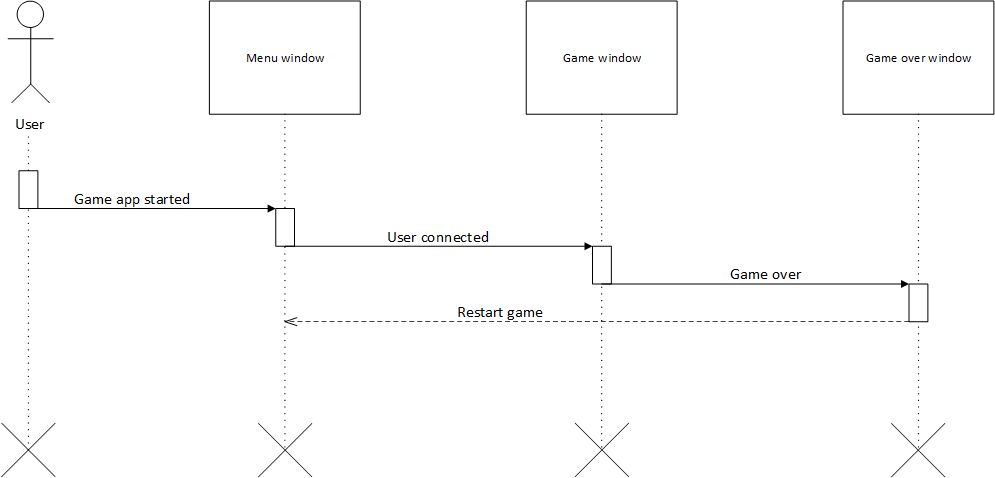 Menu window
Game window
Game over window
User
Game app started
User connected
Game over
Restart game